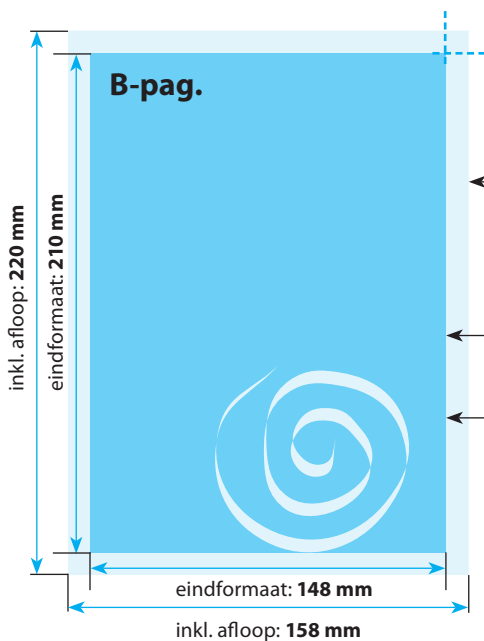 B-pag.
inkl. afloop: 220 mm
eindformaat: 210 mm
eindformaat: 148 mm
inkl. afloop: 158 mm